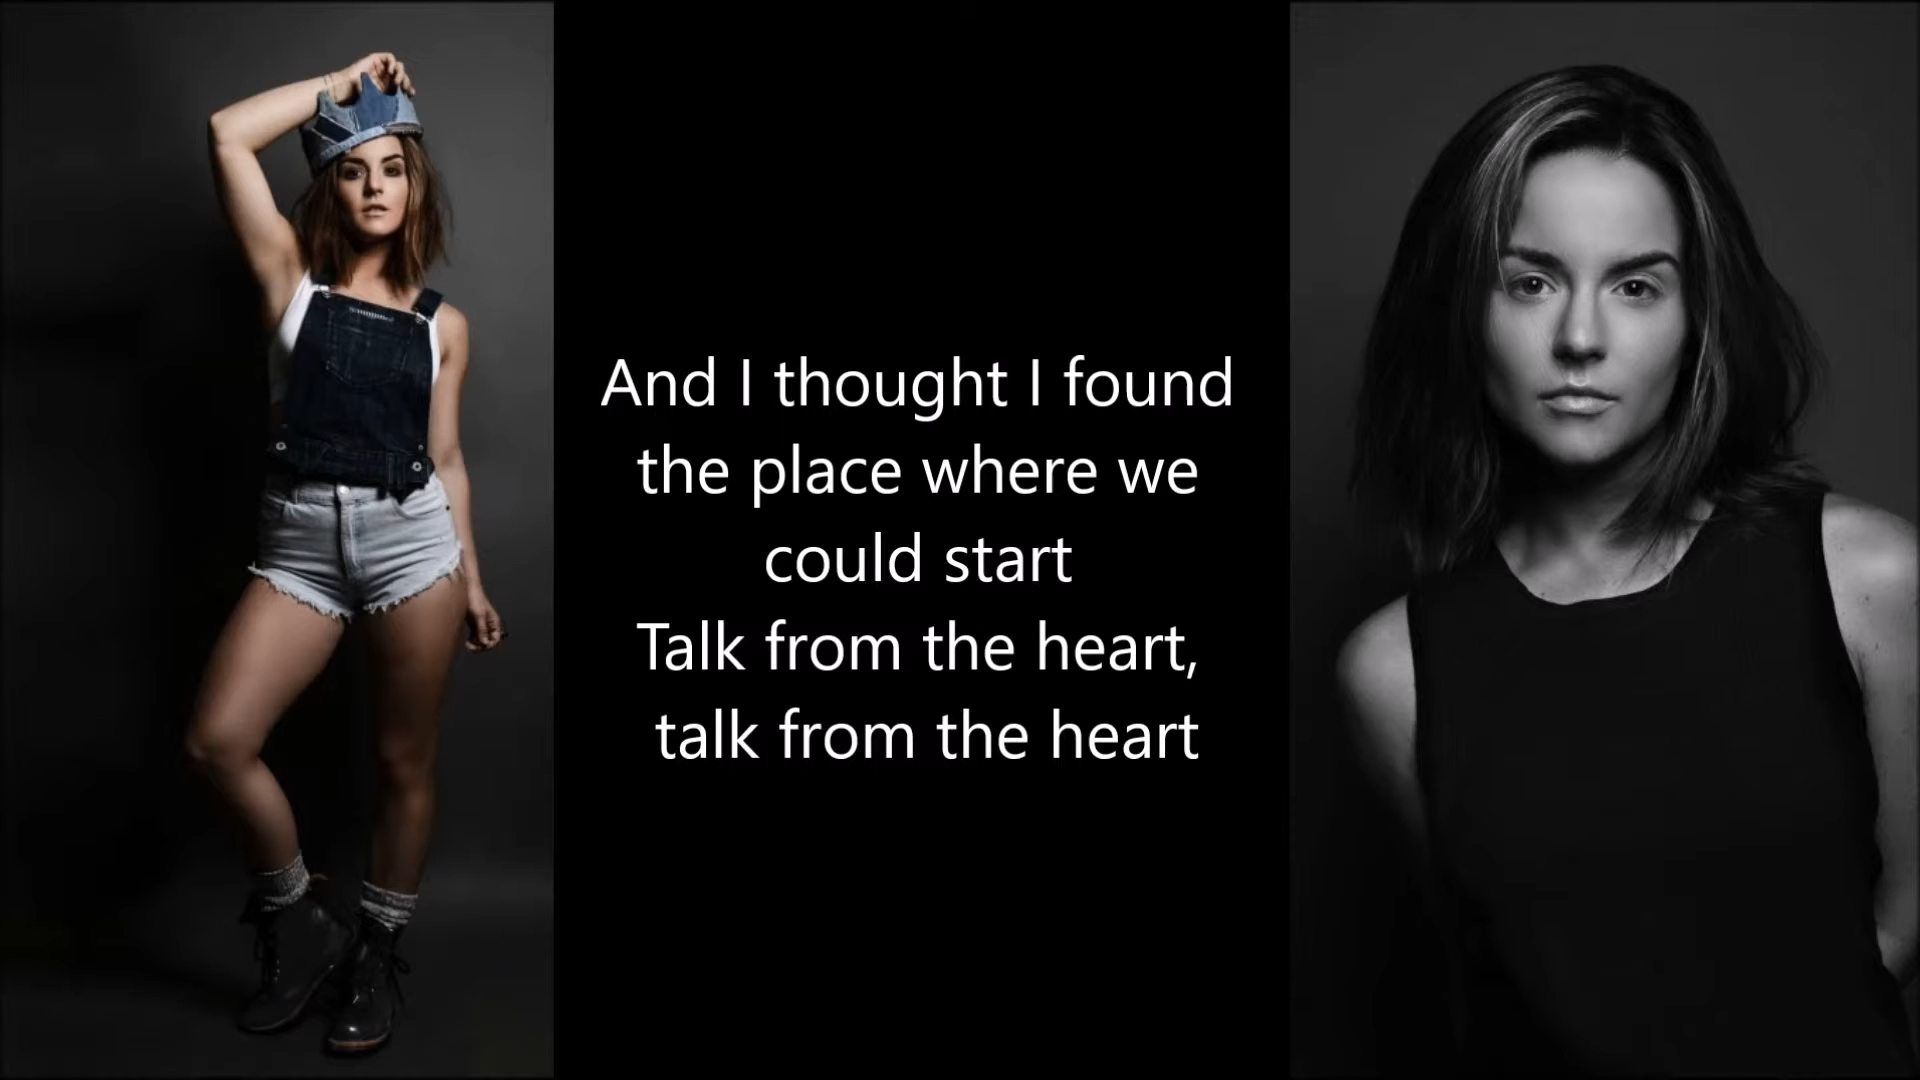 And I thought I found
the place where we
could start
Talk from the heart,
talk from the heart